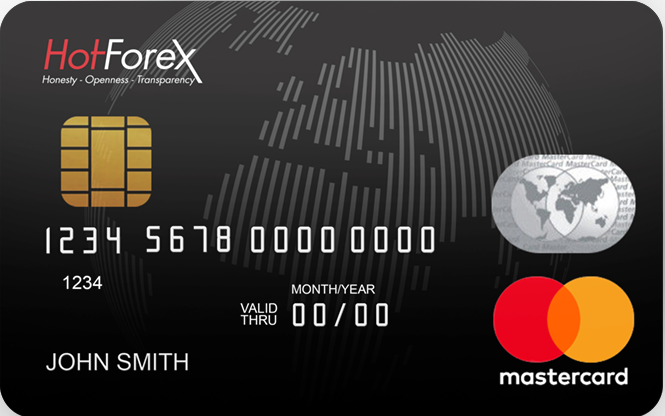 HotForex
Honesty - Openness - Transparency
1234 5678 0000 0000
1234
MONTH/YEAR
VALID
THRU
00/00
JOHN SMITH
mastercard